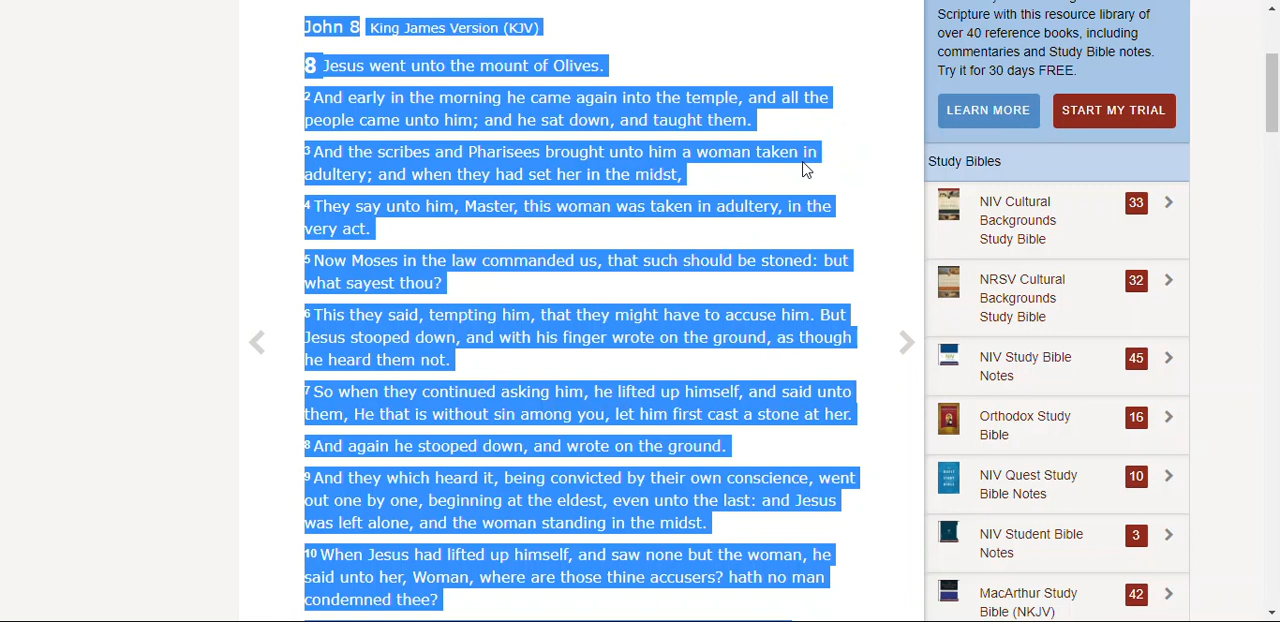 John 8 King James Version (KJV)
8 Jesus went unto the mount of Olives.
2 And early in the morning he came again into the temple, and all the
people came unto him; and he sat down, and taught them.
3 And the scribes and Pharisees brought unto him a woman taken in
adultery; and when they had set her in the midst,
4 They say unto him, Master, this woman was taken in adultery, in the
very act.
5 Now Moses in the law commanded us, that such should be stoned: but
what sayest thou?
6 This they said, tempting him, that they might have to accuse him. But
Jesus stooped down, and with his finger wrote on the ground, as though
he heard them not.
7 So when they continued asking him, he lifted up himself, and said unto
them, He that is without sin among you, let him first cast a stone at her.
8 And again he stooped down, and wrote on the ground.
9 And they which heard it, being convicted by their own conscience, went
out one by one, beginning at the eldest, even unto the last: and Jesus
was left alone, and the woman standing in the midst.
10 When Jesus had lifted up himself, and saw none but the woman, he
said unto her, Woman, where are those thine accusers? hath no man
condemned thee?
Scripture with this resource library of
over 40 reference books, including
commentaries and Study Bible notes.
Try it for 30 days FREE.
LEARN MORE START MY TRIAL
Study Bibles
NIV Cultural 33
Backgrounds
Study Bible
NRSV Cultural 32
Backgrounds
Study Bible
NIV Study Bible 45
Notes
Orthodox Study 16
Bible
NIV Quest Study 10
Bible Notes
NIV Student Bible 3
Notes
MacArthur Study 42
Bible (NKJV)